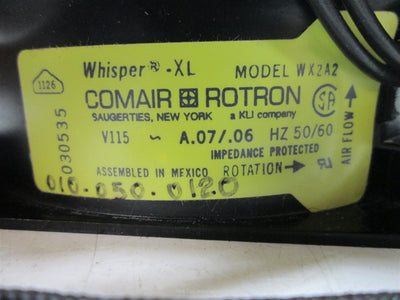 1126
Whisper ®-XL MODEL WX2A2
COMAIR ROTRON
SAUGERTIES, NEW YORK a KLI company
SA
V115 ~ A.07/.06 HZ 50/60
IMPEDANCE PROTECTED
ASSEMBLED IN MEXICO ROTATION→
AIR FLOW→
030535
010-050-0120